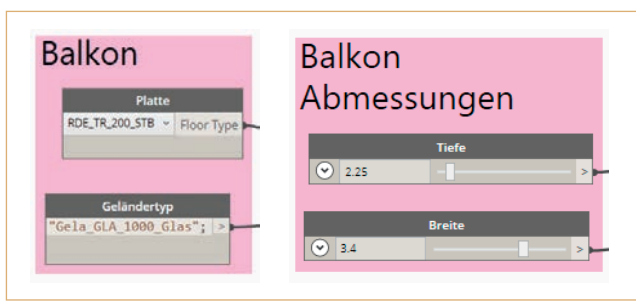 Balkon
Platte
RDE_TR_200_STB Floor Type
Geländertyp
"Gela_GLA_1000_Glas"; >
Balkon
Abmessungen
Tiefe
2.25 >
Breite
3.4 >